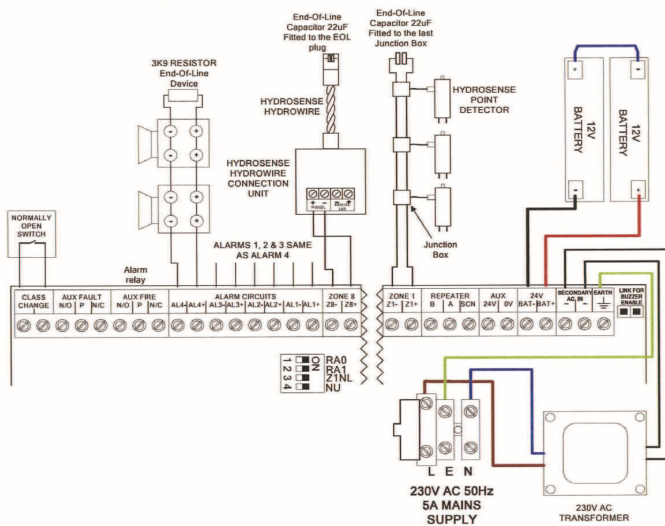 End-Of-Line
Capacitor 22uF
Fitted to the EOL
plug
End-Of-Line
Capacitor 22uF
Fitted to the last
Junction Box
3K9 RESISTOR
End-Of-Line
Device
HYDROSENSE
HYDROWIRE
HYDROSENSE
POINT
DETECTOR
12V
BATTERY
12V
BATTERY
HYDROSENSE
HYDROWIRE
CONNECTION
UNIT
PANEL
REMOTE
LED
NORMALLY
OPEN
SWITCH
Junction
Box
Alarm
relay
ALARMS 1, 2 & 3 SAME
AS ALARM 4
CLASS
CHANGE
AUX FAULT
N/O P N/C
AUX FIRE
N/O P N/C
ALARM CIRCUITS
AL4- AL4+ AL3- AL3+ AL2- AL2+ AL1- AL1+
ZONE 8
Z8- Z8+
ZONE 1
Z1- Z1+
REPEATER
B A SCN
AUX
24V 0V
24V
BAT- BAT+
SECONDARY
AC. IN
EARTH
LINK FOR
BUZZER
ENABLE
1 2 3 4
ON
RA0
RA1
Z1NL
NU
L E N
230V AC 50Hz
5A MAINS
SUPPLY
230V AC
TRANSFORMER